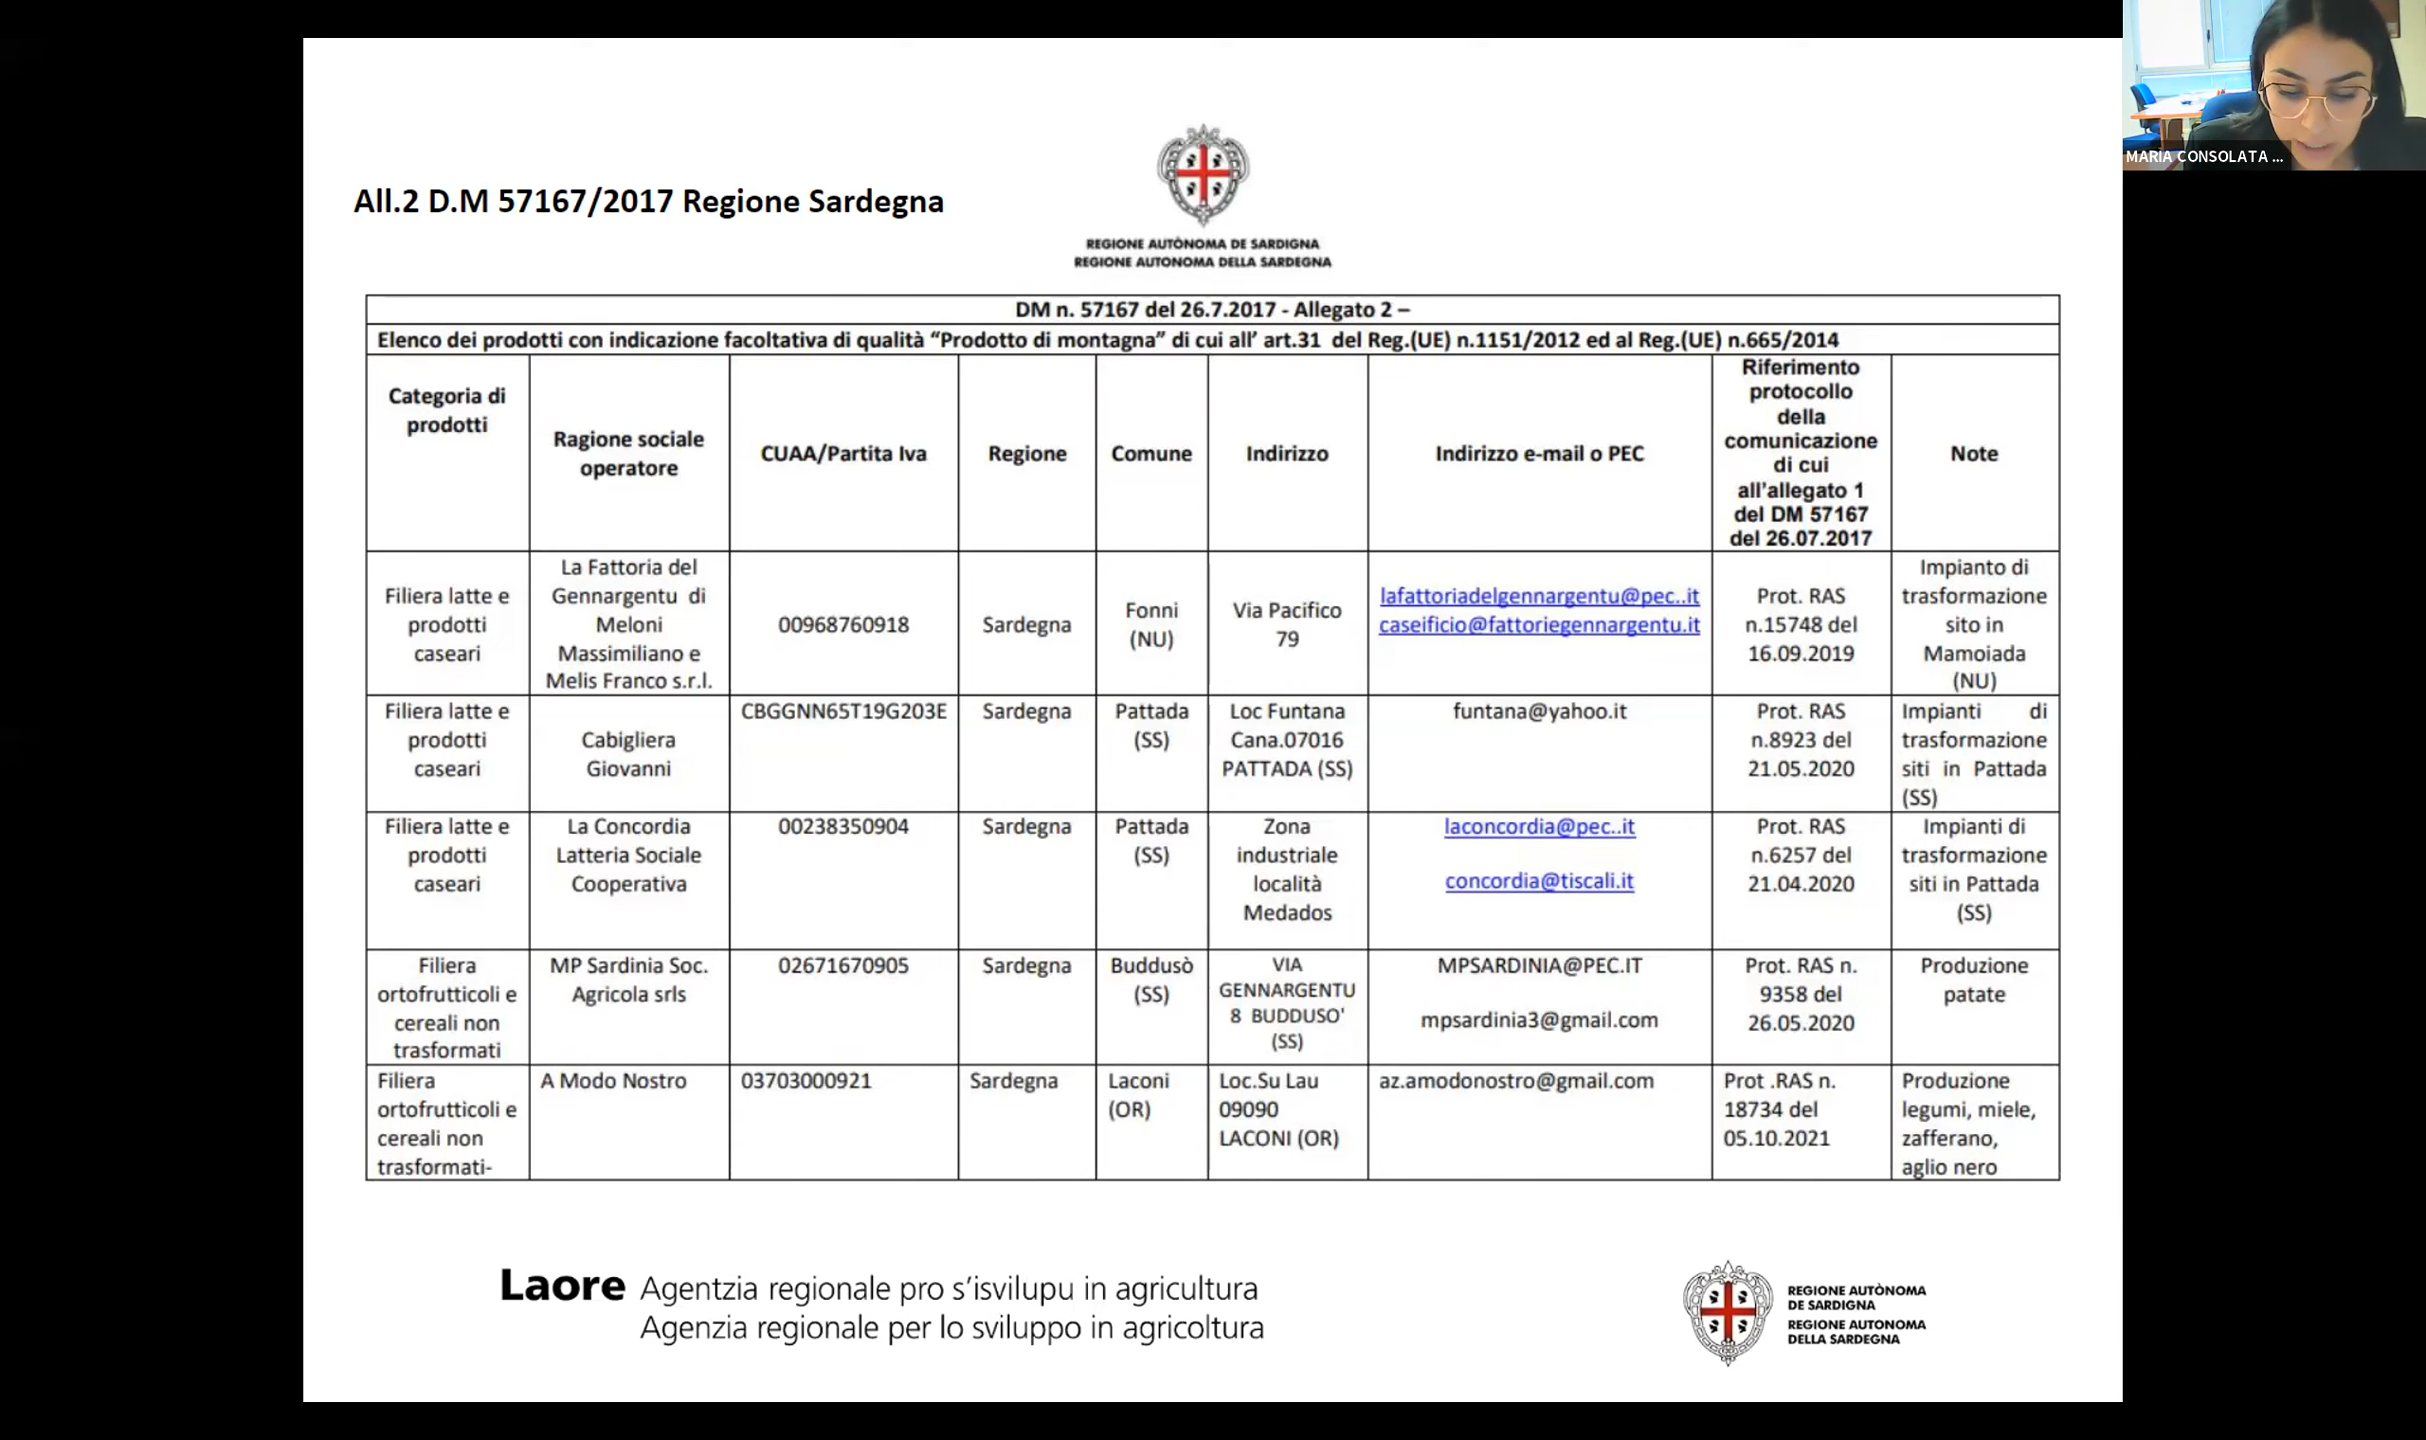 MARIA CONSOLATA ...
All.2 D.M 57167/2017 Regione Sardegna
REGIONE AUTÒNOMA DE SARDIGNA
REGIONE AUTONOMA DELLA SARDEGNA
DM n. 57167 del 26.7.2017 - Allegato 2 –
Elenco dei prodotti con indicazione facoltativa di qualità “Prodotto di montagna” di cui all’ art.31 del Reg.(UE) n.1151/2012 ed al Reg.(UE) n.665/2014
Categoria di
prodotti
Ragione sociale
operatore
CUAA/Partita Iva
Regione
Comune
Indirizzo
Indirizzo e-mail o PEC
Riferimento
protocollo
della
comunicazione
di cui
all’allegato 1
del DM 57167
del 26.07.2017
Note
Filiera latte e
prodotti
caseari
La Fattoria del
Gennargentu di
Meloni
Massimiliano e
Melis Franco s.r.l.
00968760918
Sardegna
Fonni
(NU)
Via Pacifico
79
lafattoriadelgennargentu@pec..it
caseificio@fattoriegennargentu.it
Prot. RAS
n.15748 del
16.09.2019
Impianto di
trasformazione
sito in
Mamoiada
(NU)
Filiera latte e
prodotti
caseari
Cabigliera
Giovanni
CBGGNN65T19G203E
Sardegna
Pattada
(SS)
Loc Funtana
Cana.07016
PATTADA (SS)
funtana@yahoo.it
Prot. RAS
n.8923 del
21.05.2020
Impianti di
trasformazione
siti in Pattada
(SS)
Filiera latte e
prodotti
caseari
La Concordia
Latteria Sociale
Cooperativa
00238350904
Sardegna
Pattada
(SS)
Zona
industriale
località
Medados
laconcordia@pec..it
concordia@tiscali.it
Prot. RAS
n.6257 del
21.04.2020
Impianti di
trasformazione
siti in Pattada
(SS)
Filiera
ortofrutticoli e
cereali non
trasformati
MP Sardinia Soc.
Agricola srls
02671670905
Sardegna
Buddusò
(SS)
VIA
GENNARGENTU
8 BUDDUSO'
(SS)
MPSARDINIA@PEC.IT
mpsardinia3@gmail.com
Prot. RAS n.
9358 del
26.05.2020
Produzione
patate
Filiera
ortofrutticoli e
cereali non
trasformati-
A Modo Nostro
03703000921
Sardegna
Laconi
(OR)
Loc.Su Lau
09090
LACONI (OR)
az.amodonostro@gmail.com
Prot .RAS n.
18734 del
05.10.2021
Produzione
legumi, miele,
zafferano,
aglio nero
Laore Agentzia regionale pro s’isvilupu in agricultura
Agenzia regionale per lo sviluppo in agricoltura
REGIONE AUTÒNOMA
DE SARDIGNA
REGIONE AUTONOMA
DELLA SARDEGNA